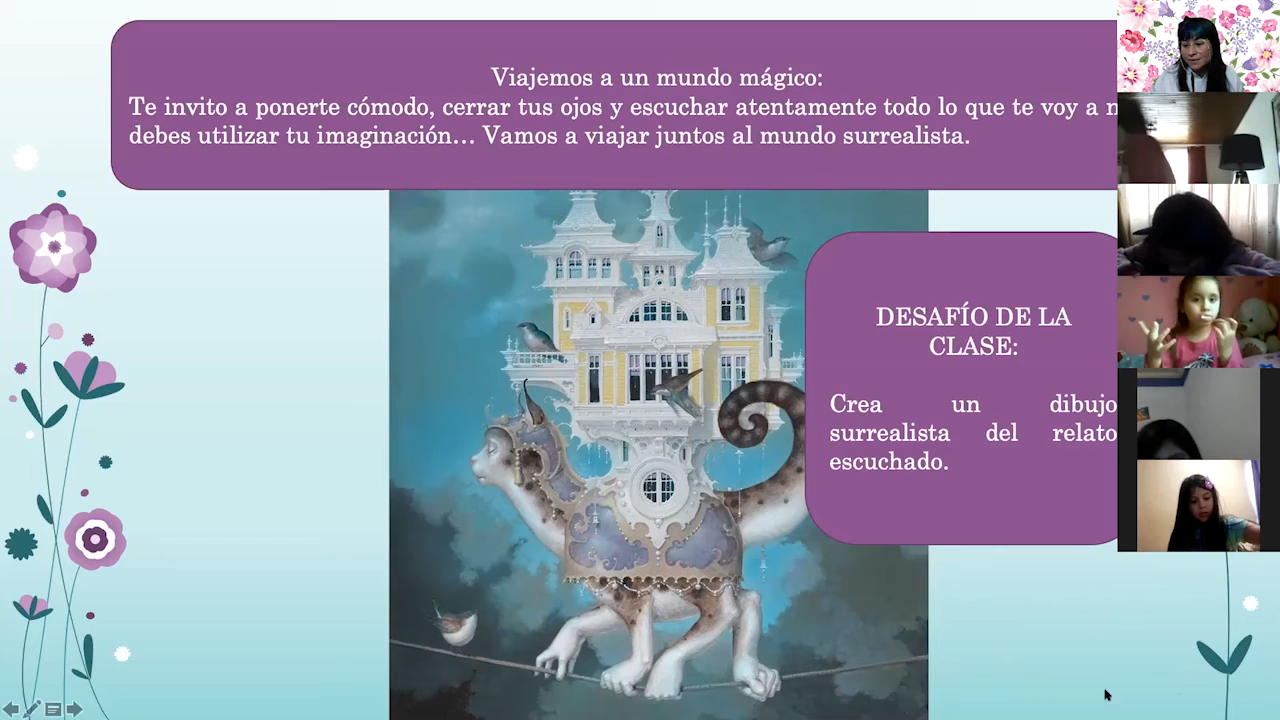 Viajemos a un mundo mágico:
Te invito a ponerte cómodo, cerrar tus ojos y escuchar atentamente todo lo que te voy a
debes utilizar tu imaginación... Vamos a viajar juntos al mundo surrealista.
DESAFÍO DE LA
CLASE:
Crea un dibujo
surrealista del relato
escuchado.